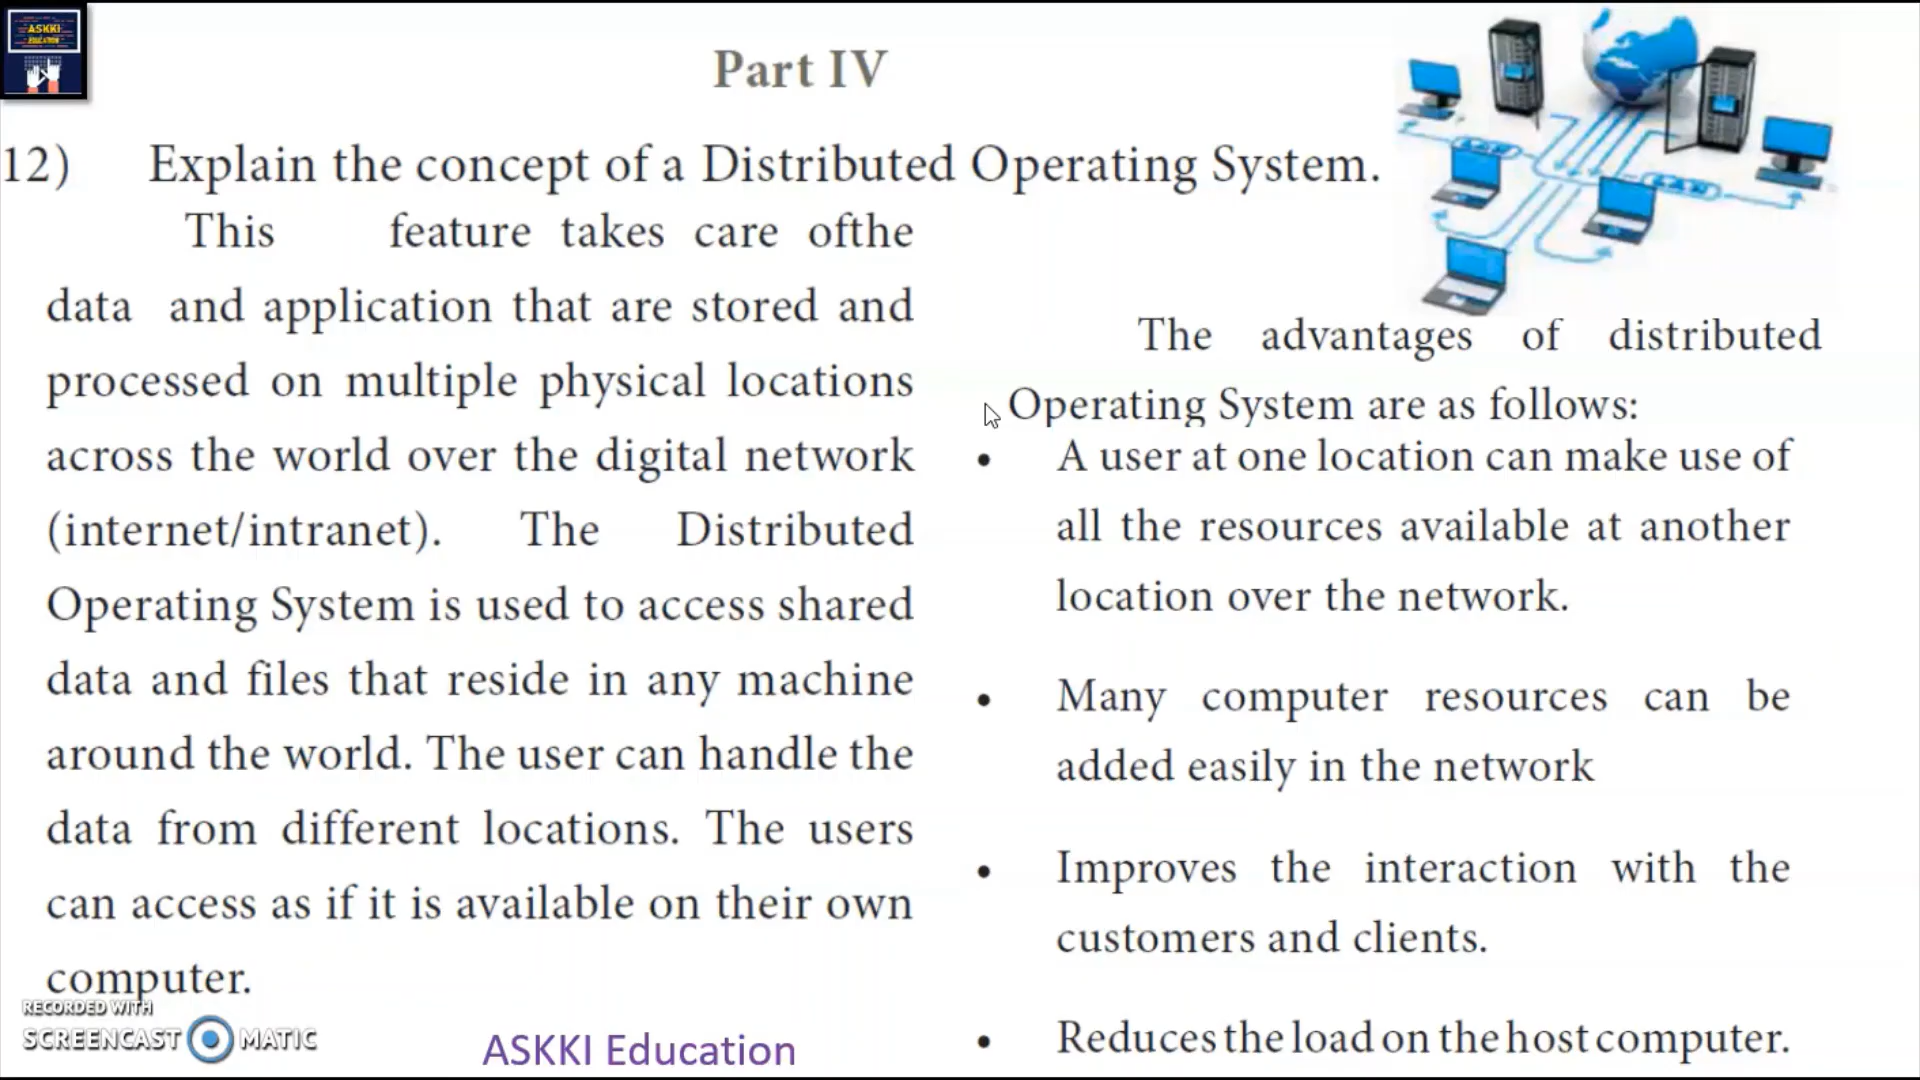 ASKKI
EDUCATION
Part IV
12) Explain the concept of a Distributed Operating System.
This feature takes care ofthe
data and application that are stored and
processed on multiple physical locations
across the world over the digital network
(internet/intranet). The Distributed
Operating System is used to access shared
data and files that reside in any machine
around the world. The user can handle the
data from different locations. The users
can access as if it is available on their own
computer.
The advantages of distributed
Operating System are as follows:
• A user at one location can make use of
all the resources available at another
location over the network.
• Many computer resources can be
added easily in the network
• Improves the interaction with the
customers and clients.
• Reduces the load on the host computer.
RECORDED WITH
SCREENCAST MATIC
ASKKI Education